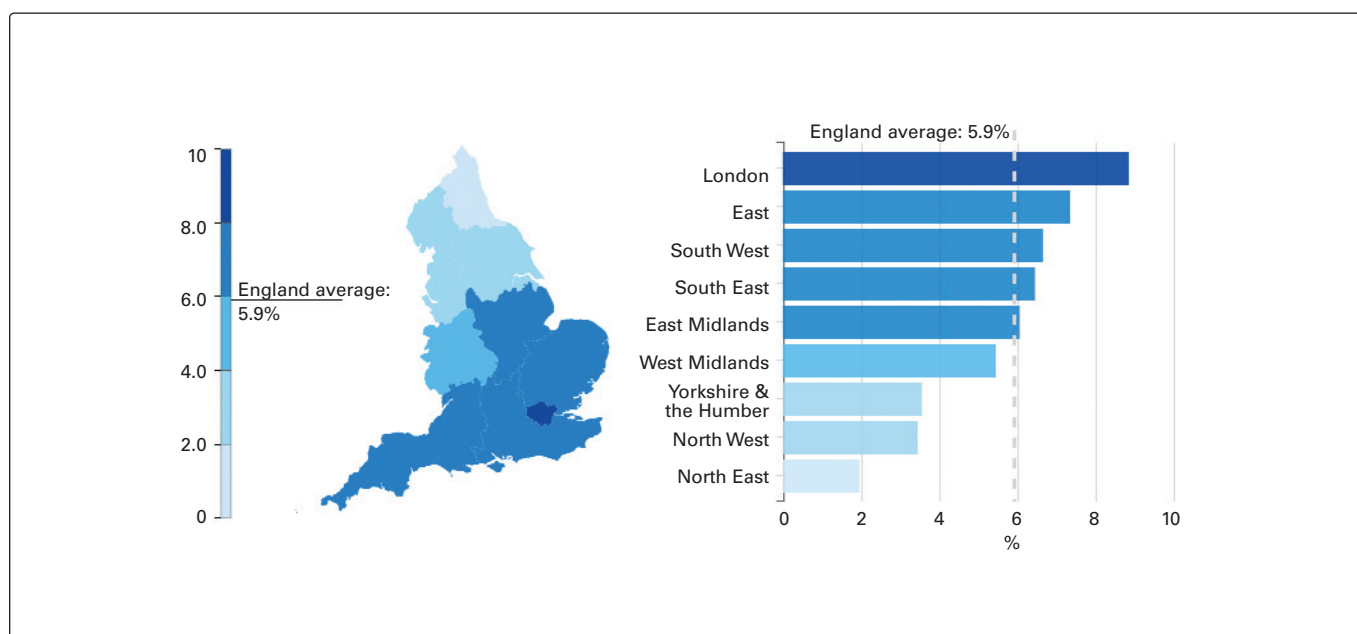 10
8.0
6.0
4.0
2.0
0
England average:
5.9%
England average: 5.9%
London
East
South West
South East
East Midlands
West Midlands
Yorkshire &
the Humber
North West
North East
0 2 4 6 8 10
%